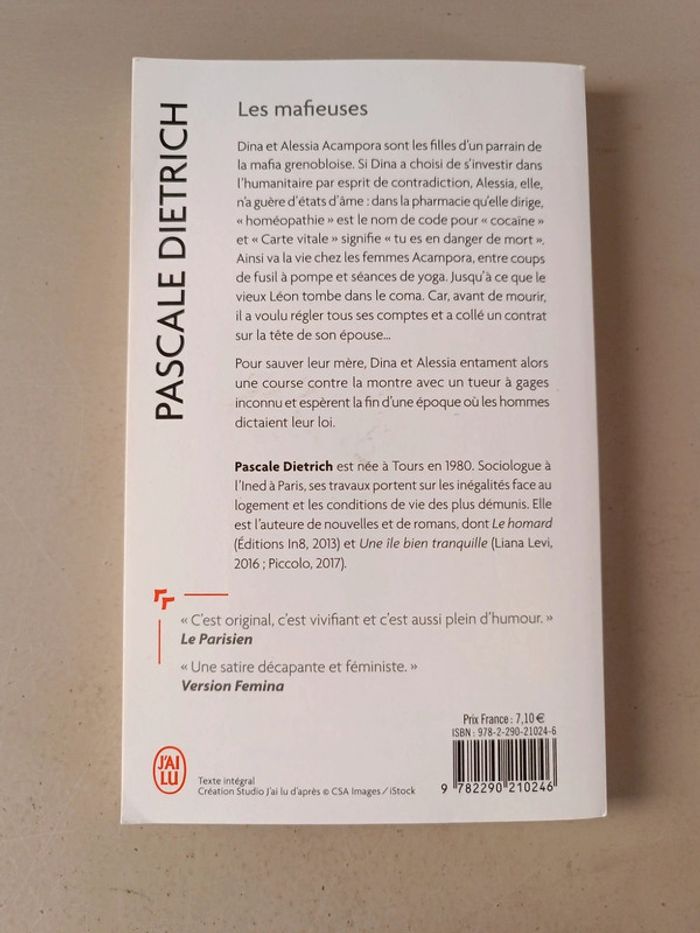 PASCALE DIETRICH
Les mafieuses
Dina et Alessia Acampora sont les filles d'un parrain de
la mafia grenobloise. Si Dina a choisi de s'investir dans
l'humanitaire par esprit de contradiction, Alessia, elle,
n'a guère d'états d'âme : dans la pharmacie qu'elle dirige,
« homéopathie » est le nom de code pour « cocaïne »
et « Carte vitale » signifie « tu es en danger de mort ».
Ainsi va la vie chez les femmes Acampora, entre coups
de fusil à pompe et séances de yoga. Jusqu'à ce que le
vieux Léon tombe dans le coma. Car, avant de mourir,
il a voulu régler tous ses comptes et a collé un contrat
sur la tête de son épouse...
Pour sauver leur mère, Dina et Alessia entament alors
une course contre la montre avec un tueur à gages
inconnu et espèrent la fin d'une époque où les hommes
dictaient leur loi.
Pascale Dietrich est née à Tours en 1980. Sociologue à
l'Ined à Paris, ses travaux portent sur les inégalités face au
logement et les conditions de vie des plus démunis. Elle
est l'auteure de nouvelles et de romans, dont Le homard
(Éditions In8, 2013) et Une île bien tranquille (Liana Levi,
2016 ; Piccolo, 2017).
« C'est original, c'est vivifiant et c'est aussi plein d'humour. »
Le Parisien
« Une satire décapante et féministe. »
Version Femina
Prix France : 7,10 €
ISBN : 978-2-290-21024-6
9 782290 210246
J'AI
LU
Texte intégral
Création Studio J'ai lu d'après © CSA Images / iStock